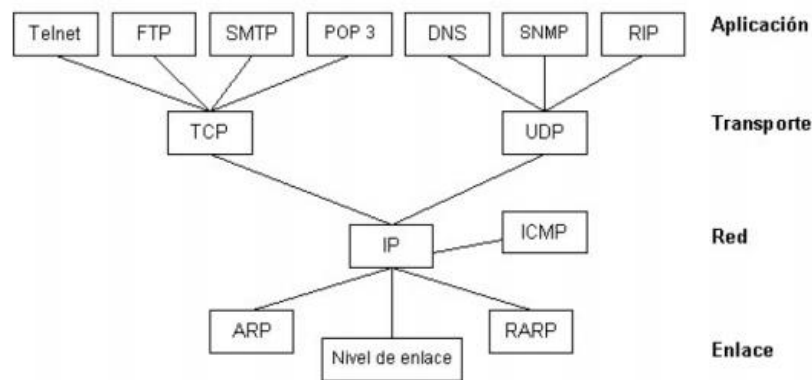 Telnet FTP SMTP POP 3 DNS SNMP RIP Aplicación
TCP UDP Transporte
IP ICMP Red
ARP RARP
Nivel de enlace Enlace